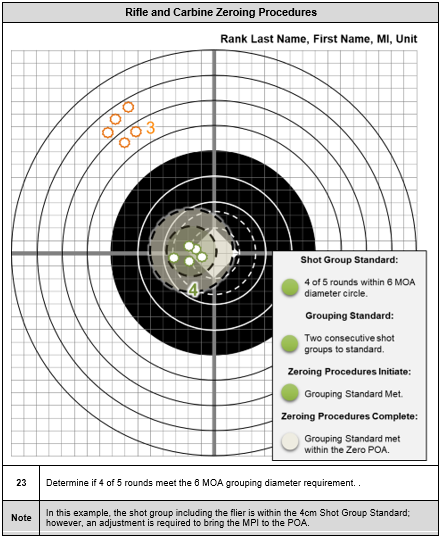 Rifle and Carbine Zeroing Procedures
Rank Last Name, First Name, MI, Unit
3
4
Shot Group Standard:
4 of 5 rounds within 6 MOA
diameter circle.
Grouping Standard:
Two consecutive shot
groups to standard.
Zeroing Procedures Initiate:
Grouping Standard Met.
Zeroing Procedures Complete:
Grouping Standard met
within the Zero POA.
23 Determine if 4 of 5 rounds meet the 6 MOA grouping diameter requirement. .
Note In this example, the shot group including the flier is within the 4cm Shot Group Standard;
however, an adjustment is required to bring the MPI to the POA.